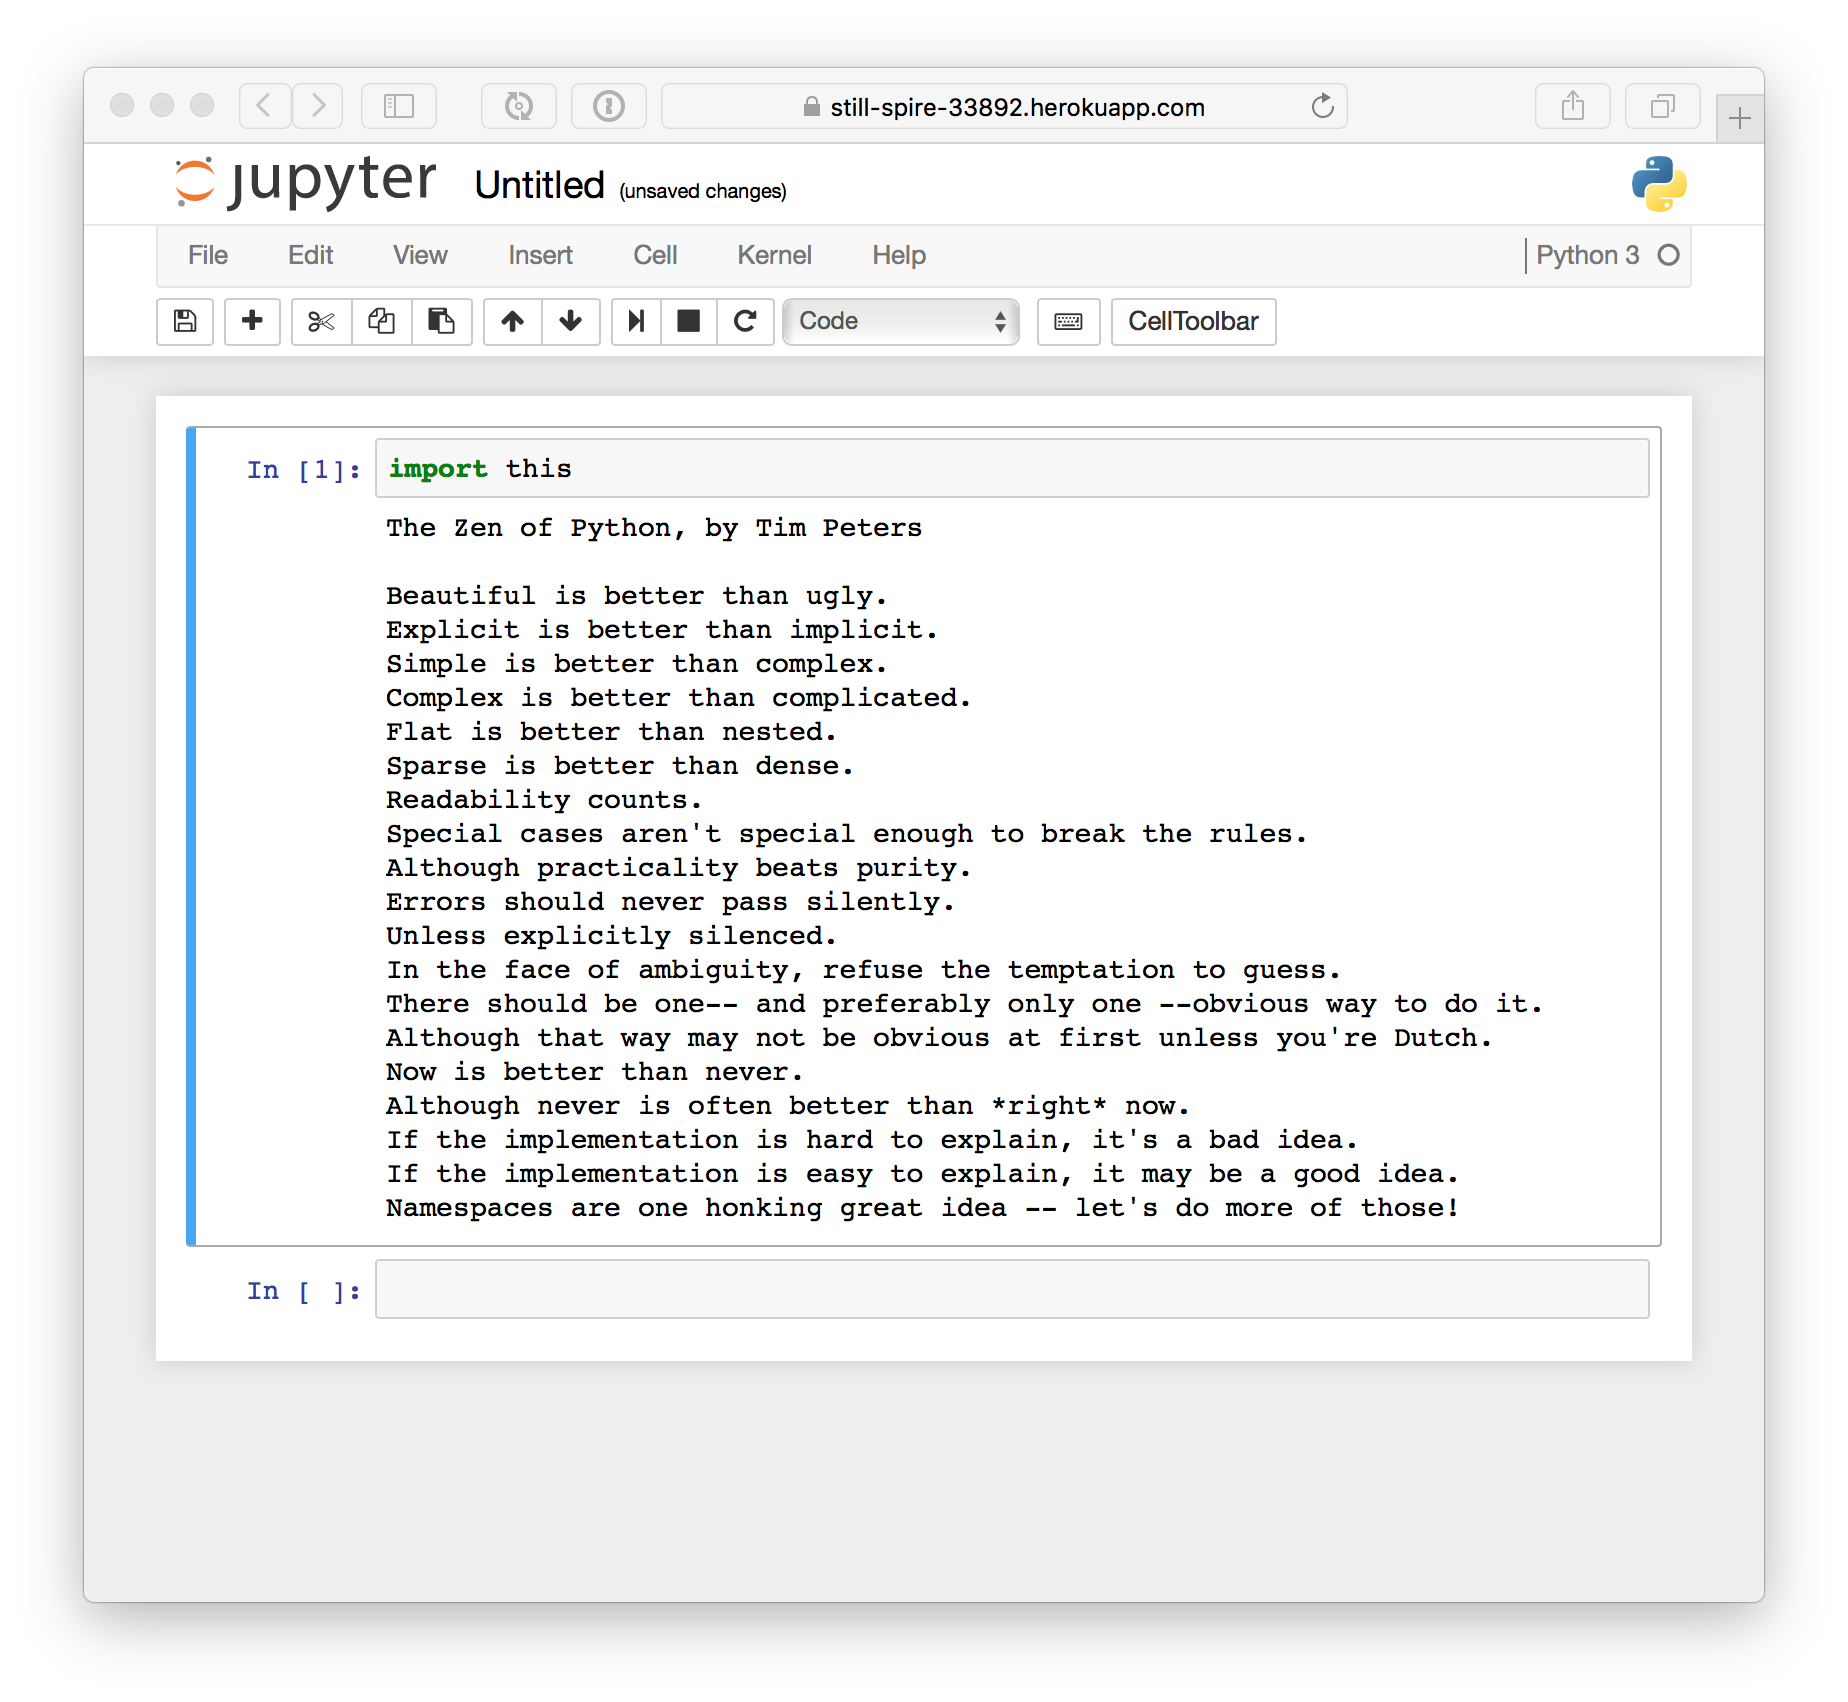 still-spire-33892.herokuapp.com
jupyter Untitled (unsaved changes)
File Edit View Insert Cell Kernel Help Python 3
Code CellToolbar
In [1]: import this
The Zen of Python, by Tim Peters
Beautiful is better than ugly.
Explicit is better than implicit.
Simple is better than complex.
Complex is better than complicated.
Flat is better than nested.
Sparse is better than dense.
Readability counts.
Special cases aren't special enough to break the rules.
Although practicality beats purity.
Errors should never pass silently.
Unless explicitly silenced.
In the face of ambiguity, refuse the temptation to guess.
There should be one-- and preferably only one --obvious way to do it.
Although that way may not be obvious at first unless you're Dutch.
Now is better than never.
Although never is often better than *right* now.
If the implementation is hard to explain, it's a bad idea.
If the implementation is easy to explain, it may be a good idea.
Namespaces are one honking great idea -- let's do more of those!
In [ ]: